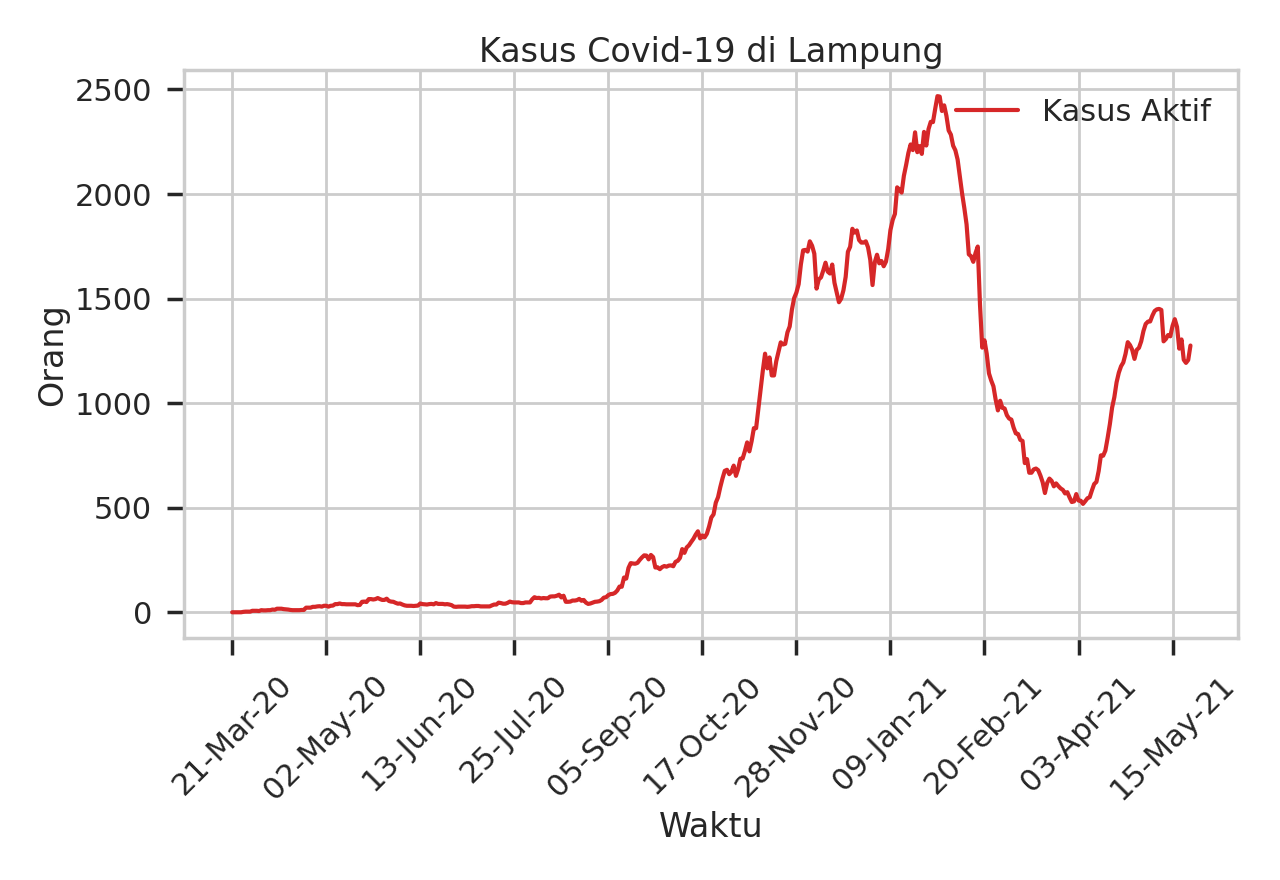 Kasus Covid-19 di Lampung
Kasus Aktif
Orang
2500
2000
1500
1000
500
0
21-Mar-20
02-May-20
13-Jun-20
25-Jul-20
05-Sep-20
17-Oct-20
28-Nov-20
09-Jan-21
20-Feb-21
03-Apr-21
15-May-21
Waktu